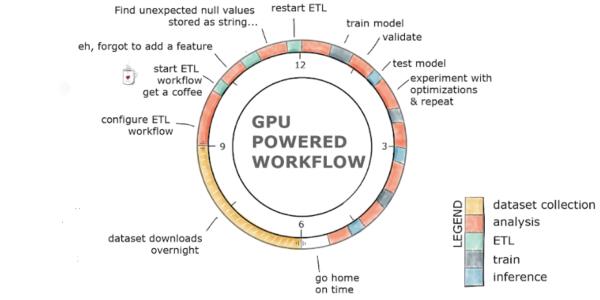 Find unexpected null values
stored as string...
restart ETL
train model
validate
eh, forgot to add a feature
test model
start ETL
workflow
get a coffee
experiment with
optimizations
& repeat
configure ETL
workflow
12
3
6
9
GPU
POWERED
WORKFLOW
dataset downloads
overnight
go home
on time
LEGEND
dataset collection
analysis
ETL
train
inference